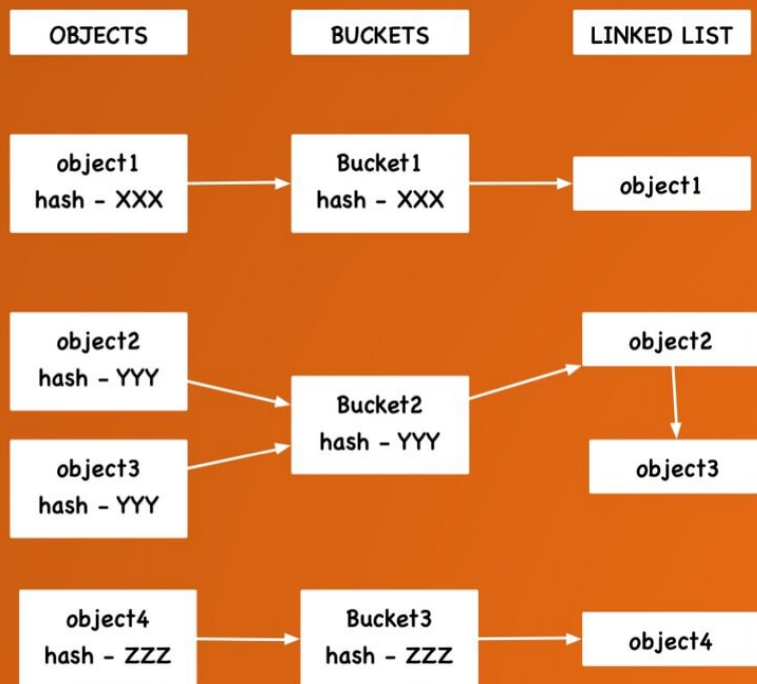 OBJECTS
BUCKETS
LINKED LIST
object1
hash - XXX
Bucket1
hash - XXX
object1
object2
hash - YYY
object3
hash - YYY
Bucket2
hash - YYY
object2
object3
object4
hash - ZZZ
Bucket3
hash - ZZZ
object4